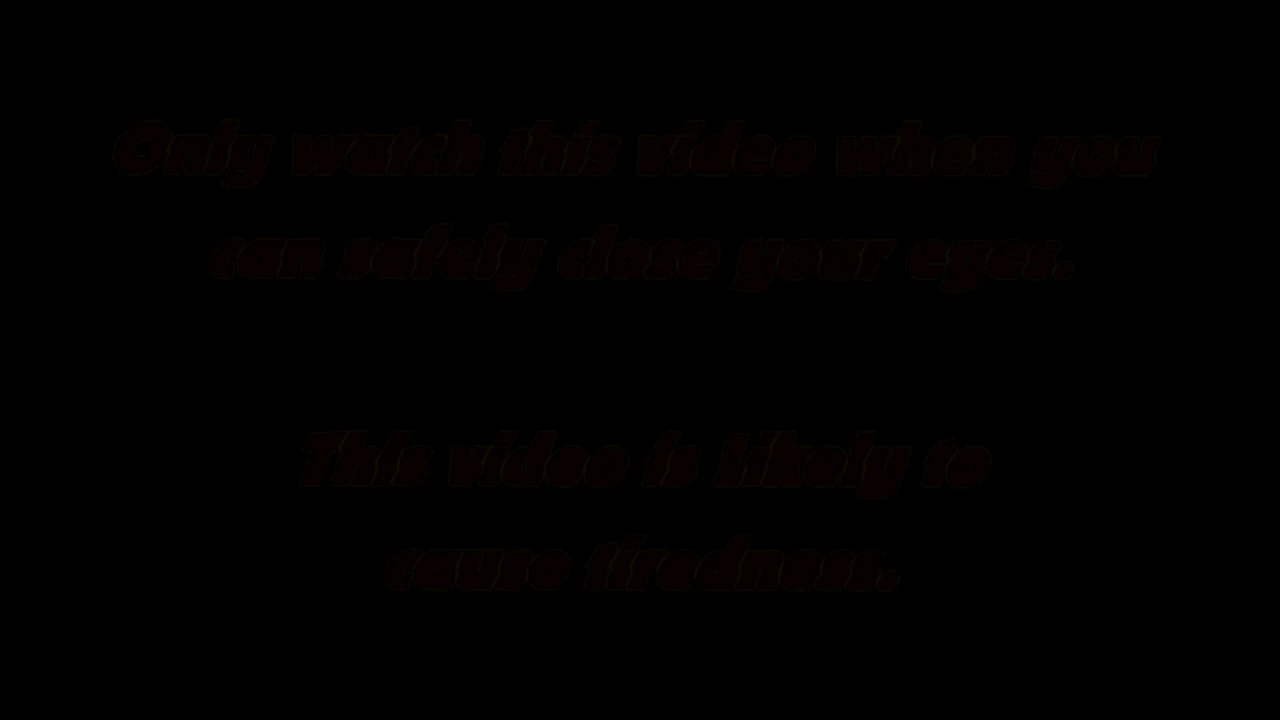 Only watch this video when you
can safely close your eyes.
This video is Likely to
cause tiredness.